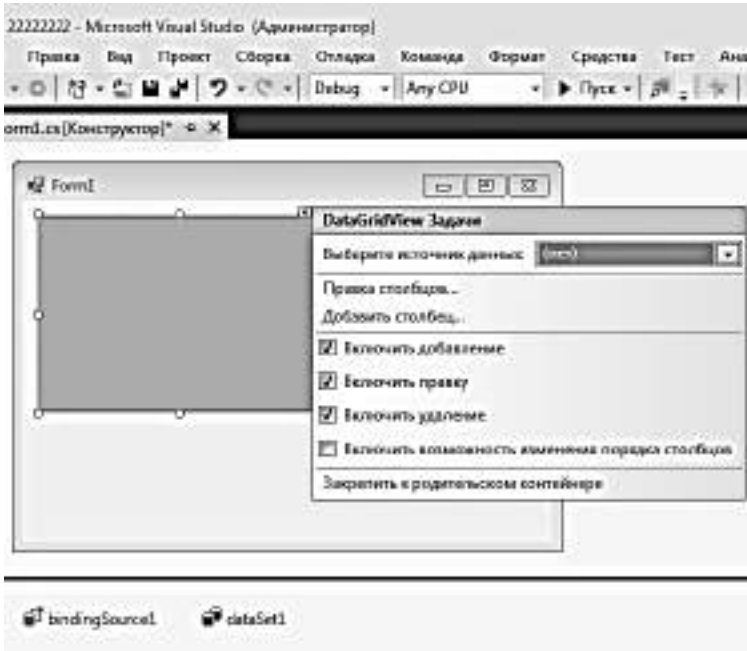 22222222 - Microsoft Visual Studio (Администратор)
Правка Вид Проект Сборка Отладка Команда Формат Средства Тест Ана
Debug Any CPU Пуск
orm1.cs [Конструктор]*
Form1
DataGridView Задачи
Выберите источник данных: (нет)
Правка столбцов...
Добавить столбец...
Включить добавление
Включить правку
Включить удаление
Включить возможность изменения порядка столбцов
Закрепить в родительском контейнере
bindingSource1 dataSet1